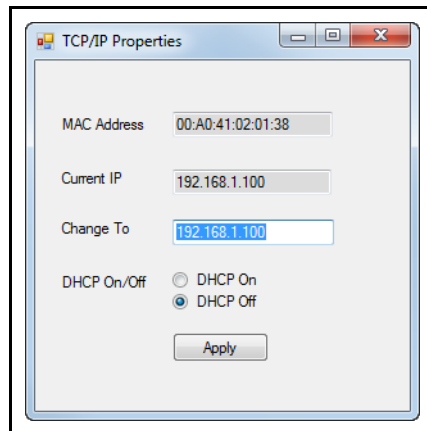 TCP/IP Properties
MAC Address 00:A0:41:02:01:38
Current IP 192.168.1.100
Change To 192.168.1.100
DHCP On/Off DHCP On
DHCP Off
Apply